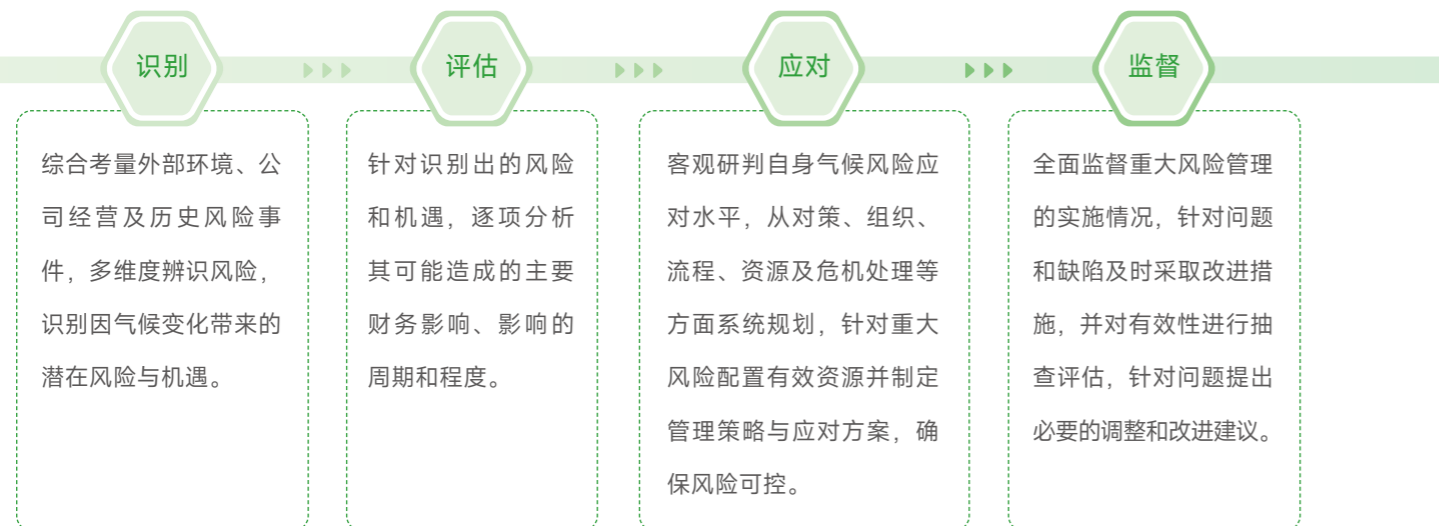 识别
综合考量外部环境、公
司经营及历史风险事
件，多维度辨识风险，
识别因气候变化带来的
潜在风险与机遇。
评估
针对识别出的风险
和机遇，逐项分析
其可能造成的主要
财务影响、影响的
周期和程度。
应对
客观研判自身气候风险应
对水平，从对策、组织、
流程、资源及危机处理等
方面系统规划，针对重大
风险配置有效资源并制定
管理策略与应对方案，确
保风险可控。
监督
全面监督重大风险管理
的实施情况，针对问题
和缺陷及时采取改进措
施，并对有效性进行抽
查评估，针对问题提出
必要的调整和改进建议。